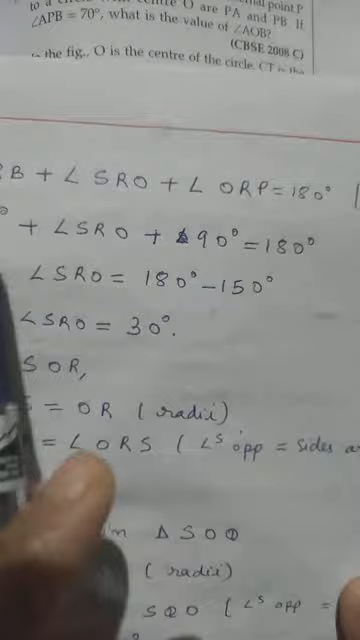 to a circle with centre O are PA and PB. If
∠APB = 70°, what is the value of ∠AOB?
(CBSE 2008 C)
the fig., O is the centre of the circle. CT is the
B + ∠SRO + ∠ORP = 180°
+ ∠SRO + 90° = 180°
∠SRO = 180° - 150°
∠SRO = 30°.
SOR,
= OR (radii)
= ∠ORS (∠s opp = sides
Δ SOQ
(radii)
SQO (∠s opp =